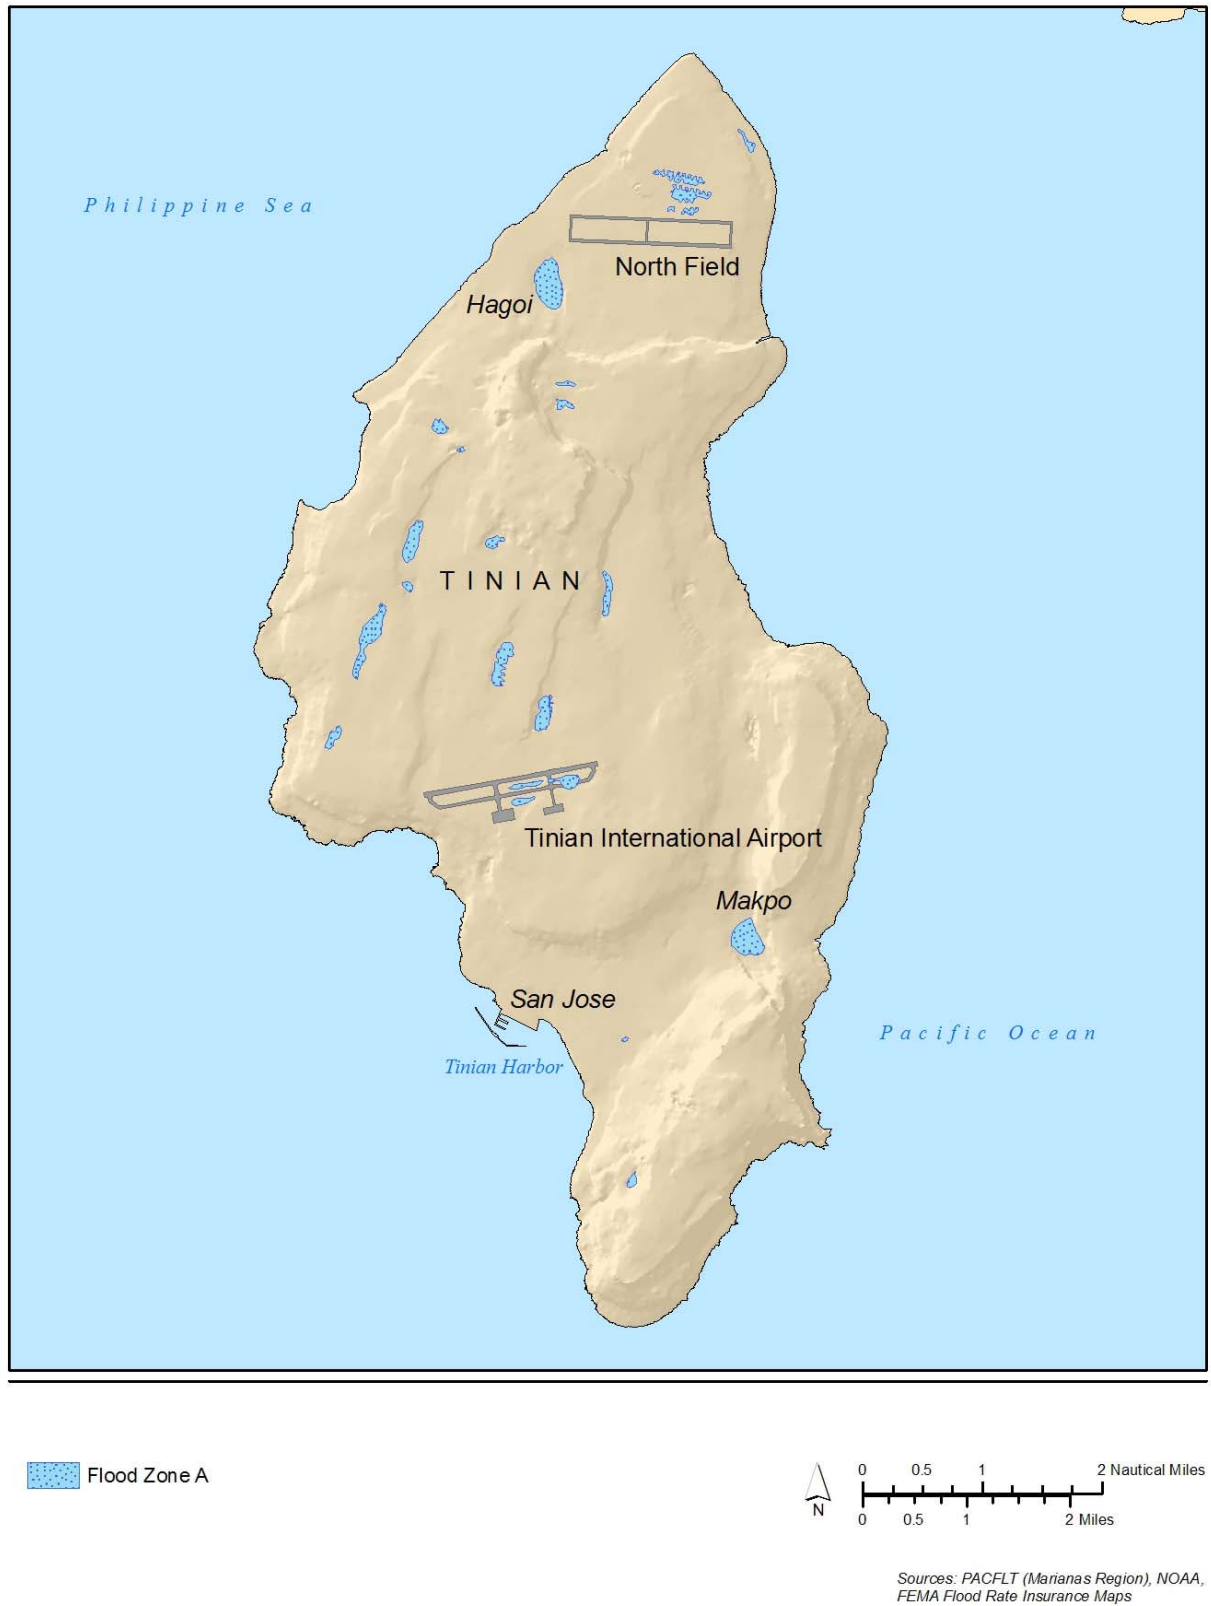 Philippine Sea
North Field
Hagoi
TINIAN
Tinian International Airport
Makpo
San Jose
Pacific Ocean
Tinian Harbor
Flood Zone A
N
0 0.5 1 2 Nautical Miles
0 0.5 1 2 Miles
Sources: PACFLT (Marianas Region), NOAA,
FEMA Flood Rate Insurance Maps